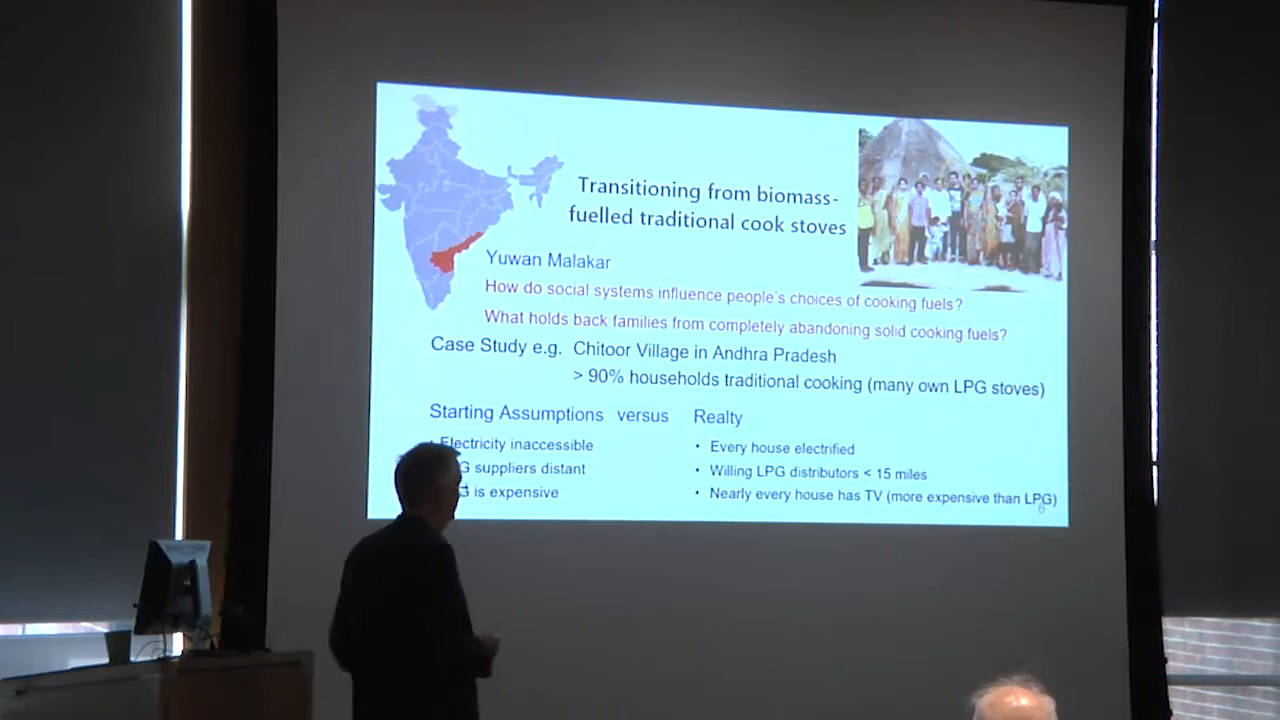 Transitioning from biomass-
fuelled traditional cook stoves
Yuwan Malakar
How do social systems influence people's choices of cooking fuels?
What holds back families from completely abandoning solid cooking fuels?
Case Study e.g. Chitoor Village in Andhra Pradesh
> 90% households traditional cooking (many own LPG stoves)
Starting Assumptions versus Realty
Electricity inaccessible
G suppliers distant
G is expensive
• Every house electrified
• Willing LPG distributors < 15 miles
• Nearly every house has TV (more expensive than LPG)
6